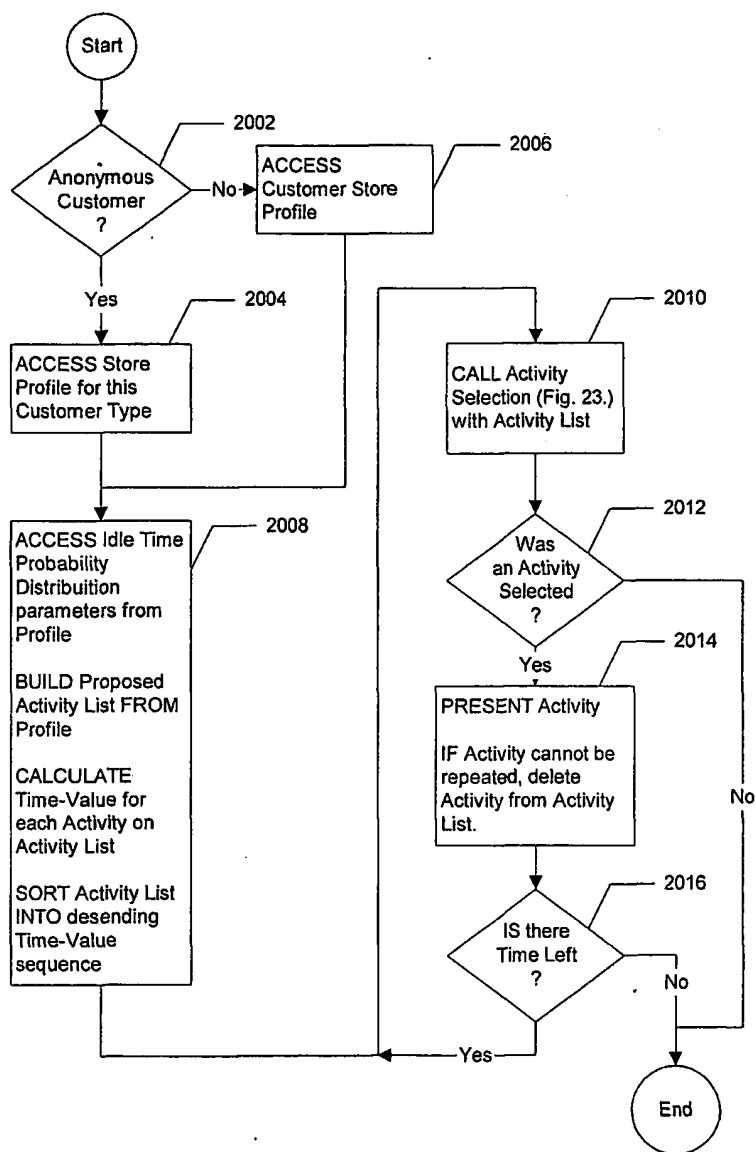 Start
2002
Anonymous
Customer
?
No
2006
ACCESS
Customer Store
Profile
Yes
2004
ACCESS Store
Profile for this
Customer Type
2008
ACCESS Idle Time
Probability
Distribuition
parameters from
Profile
BUILD Proposed
Activity List FROM
Profile
CALCULATE
Time-Value for
each Activity on
Activity List
SORT Activity List
INTO desending
Time-Value
sequence
2010
CALL Activity
Selection (Fig. 23.)
with Activity List
2012
Was
an Activity
Selected
?
Yes
No
2014
PRESENT Activity
IF Activity cannot be
repeated, delete
Activity from Activity
List.
2016
IS there
Time Left
?
No
Yes
End